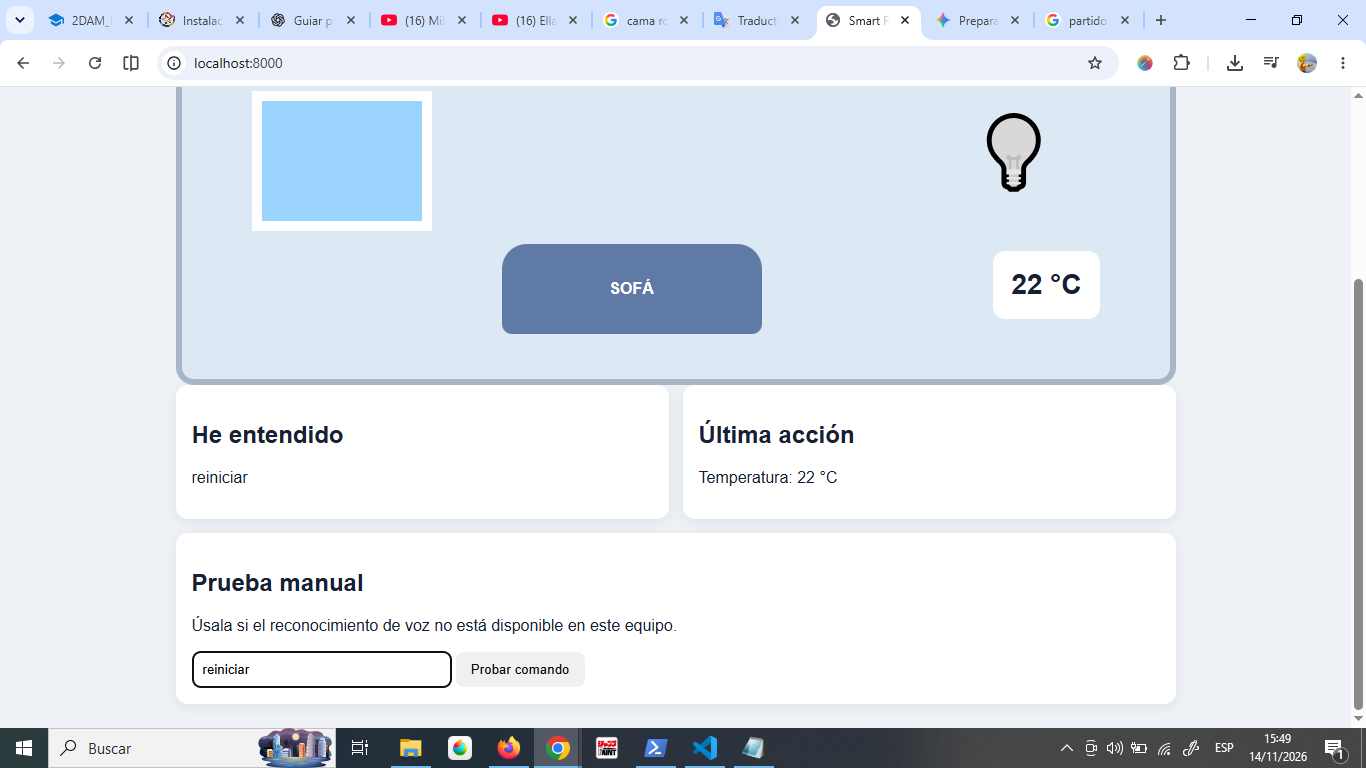 2DAM_
Instalac
Guiar p
(16) Mi
(16) Ella
cama ro
Traduct
Smart R
Prepara
partido
localhost:8000
SOFÁ
22 °C
He entendido
reiniciar
Última acción
Temperatura: 22 °C
Prueba manual
Úsala si el reconocimiento de voz no está disponible en este equipo.
reiniciar
Probar comando
Buscar
ESP
15:49
14/11/2026
1